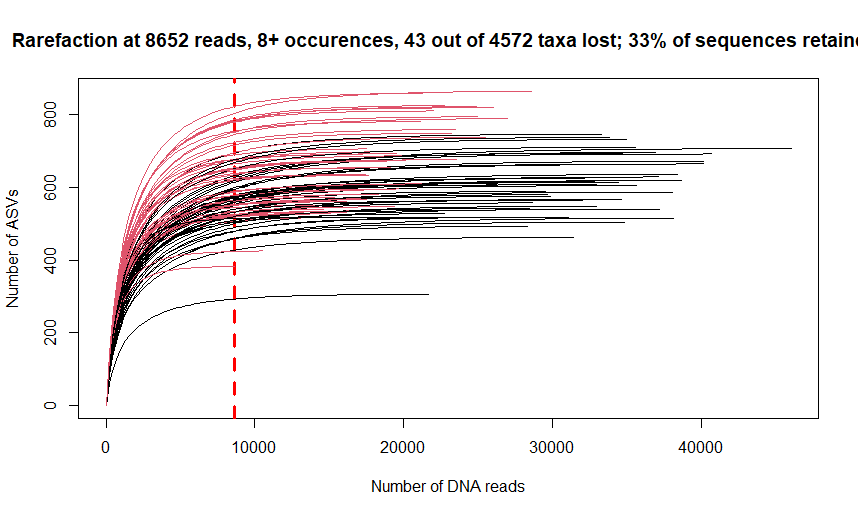 Rarefaction at 8652 reads, 8+ occurences, 43 out of 4572 taxa lost; 33% of sequences retaine
800
600
400
200
0
Number of ASVs
0 10000 20000 30000 40000
Number of DNA reads